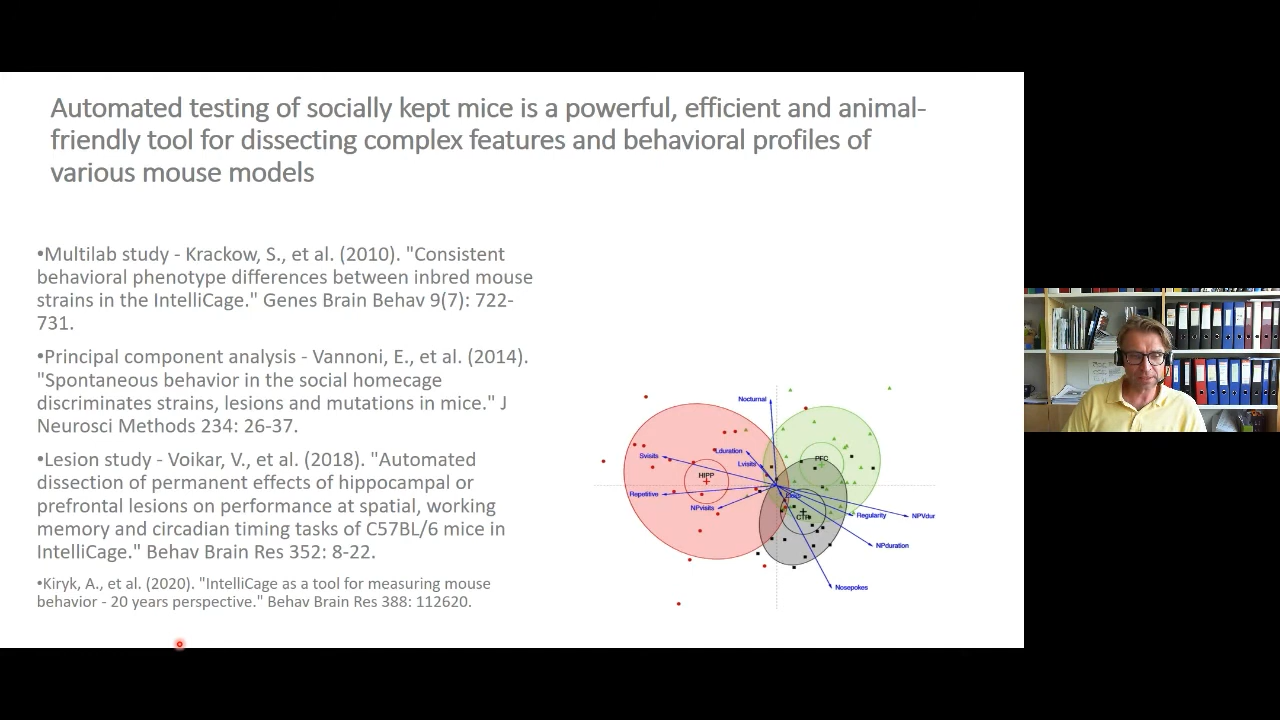 Automated testing of socially kept mice is a powerful, efficient and animal-
friendly tool for dissecting complex features and behavioral profiles of
various mouse models
•Multilab study - Krackow, S., et al. (2010). "Consistent
behavioral phenotype differences between inbred mouse
strains in the IntelliCage." Genes Brain Behav 9(7): 722-
731.
•Principal component analysis - Vannoni, E., et al. (2014).
"Spontaneous behavior in the social homecage
discriminates strains, lesions and mutations in mice." J
Neurosci Methods 234: 26-37.
•Lesion study - Voikar, V., et al. (2018). "Automated
dissection of permanent effects of hippocampal or
prefrontal lesions on performance at spatial, working
memory and circadian timing tasks of C57BL/6 mice in
IntelliCage." Behav Brain Res 352: 8-22.
•Kiryk, A., et al. (2020). "IntelliCage as a tool for measuring mouse
behavior - 20 years perspective." Behav Brain Res 388: 112620.
Nocturnal
Svisits
Lduration
PFC
Lvisits
HIPP
Repetitive
NPvisits
Regularity
NPVdur
NPduration
Nosepokes